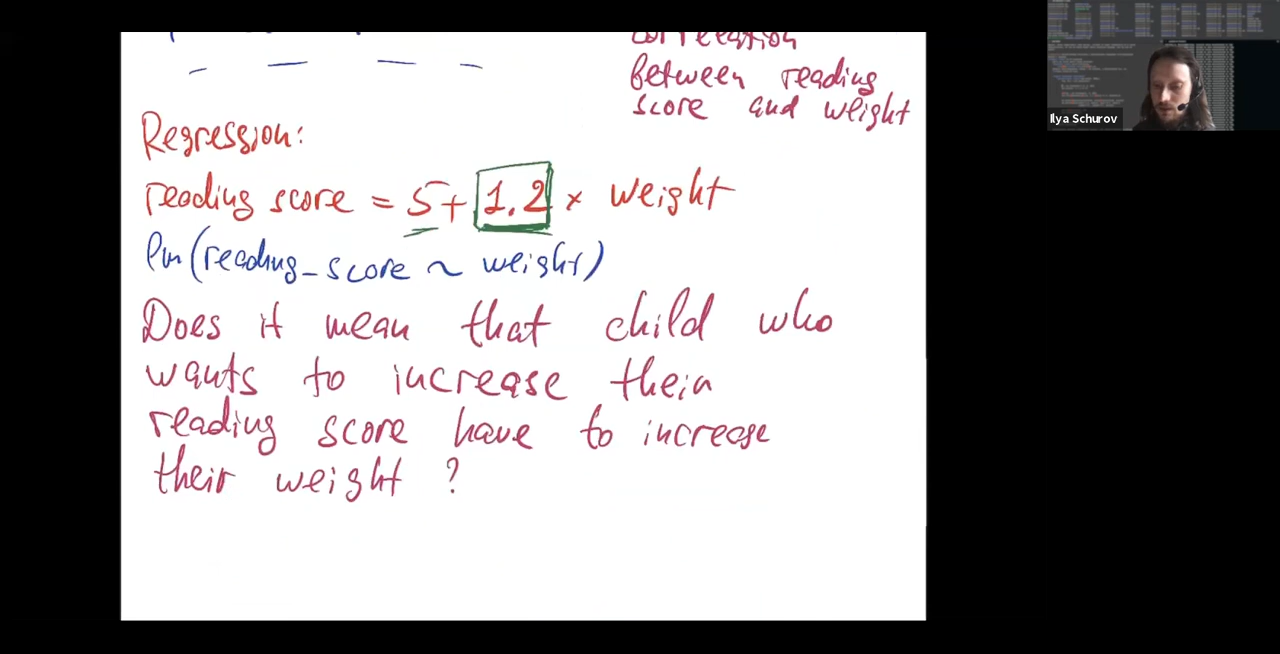 correlation
between reading
score and weight
Regression:
reading score = 5 + 1.2 × weight
lm (reading_score ~ weight)
Does it mean that child who
wants to increase their
reading score have to increase
their weight ?
Ilya Schurov